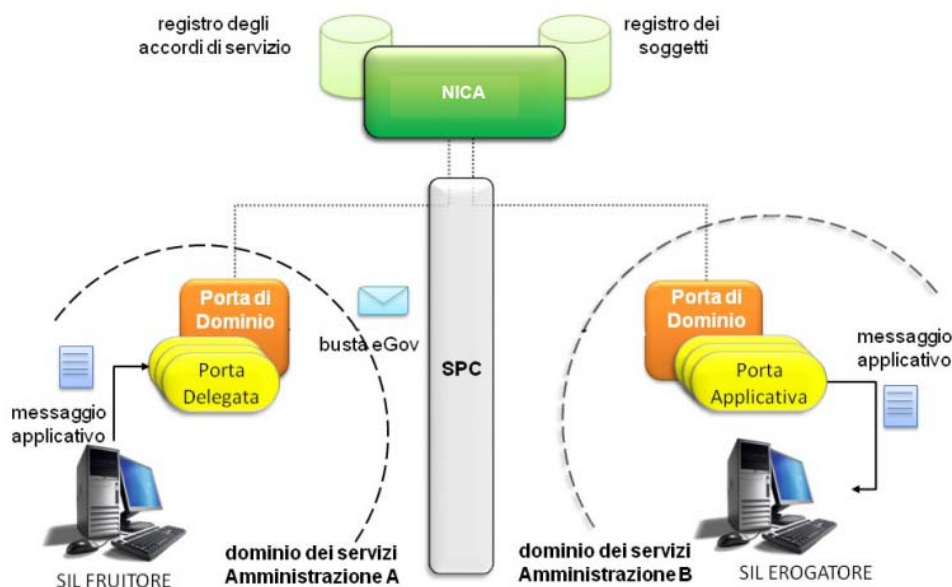 registro degli
accordi di servizio
registro dei
soggetti
NICA
Porta di
Dominio
Porta
Delegata
busta eGov
messaggio
applicativo
SIL FRUITORE
dominio dei servizi
Amministrazione A
SPC
Porta di
Dominio
Porta
Applicativa
messaggio
applicativo
dominio dei servizi
Amministrazione B
SIL EROGATORE